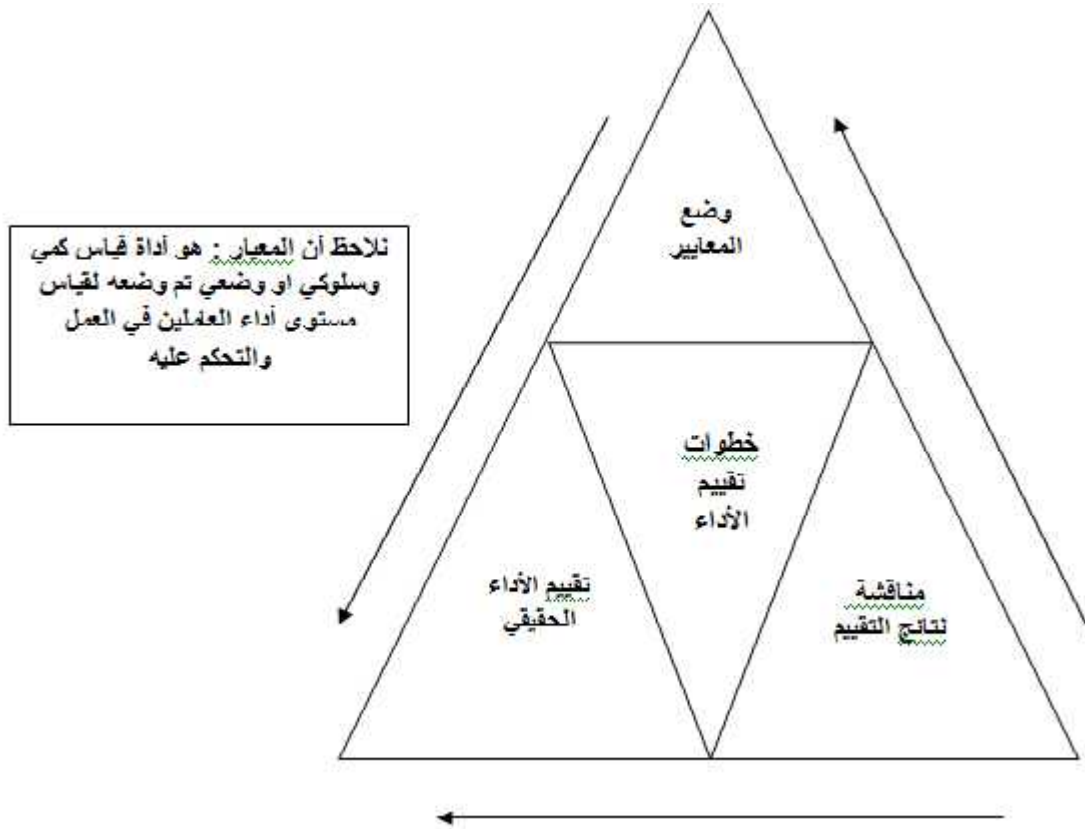 وضع
المعايير
نلاحظ أن المعيار : هو أداة قياس كمي
وسلوكي او وضعي تم وضعه لقياس
مستوى أداء العاملين في العمل
والتحكم عليه
خطوات
تقييم
الأداء
مناقشة
نتائج التقييم
تقييم الأداء
الحقيقي